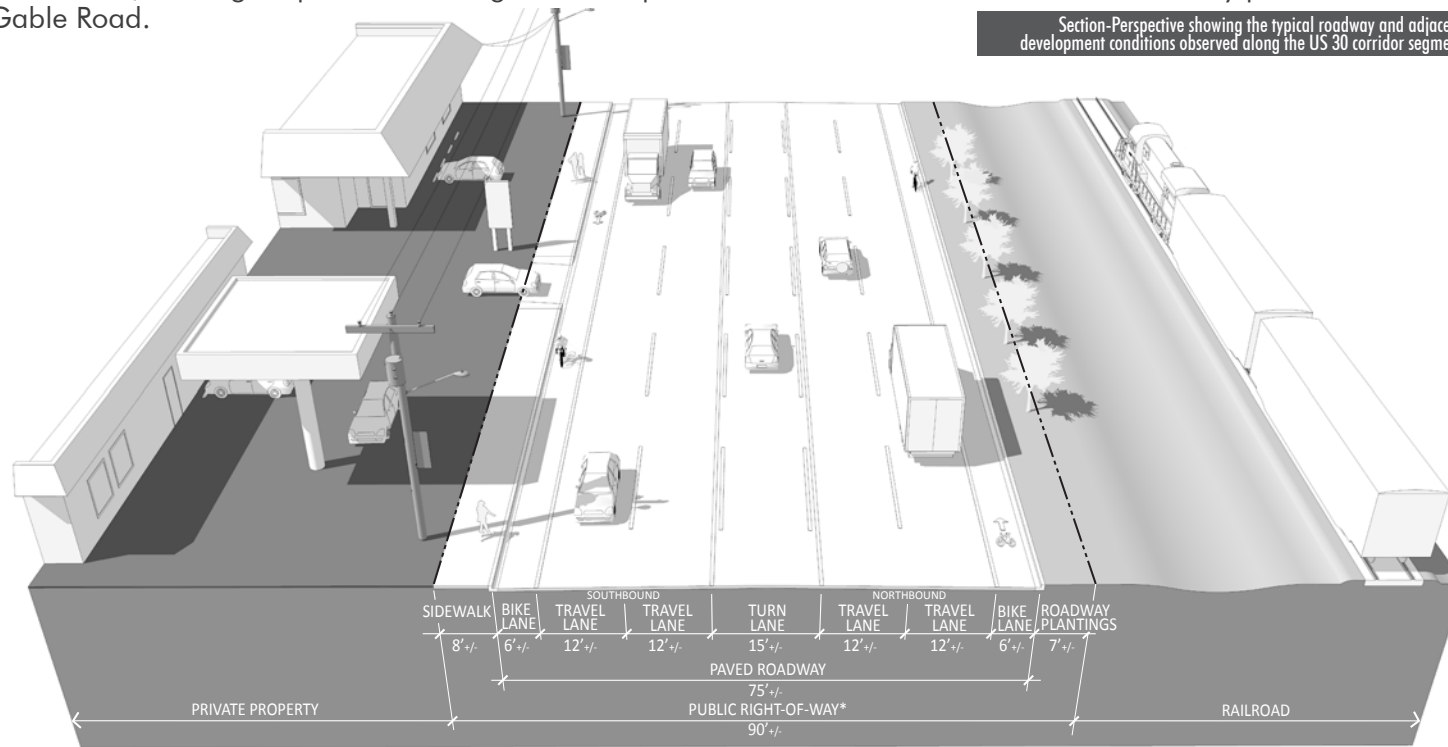 Gable Road.
Section-Perspective showing the typical roadway and adjace
development conditions observed along the US 30 corridor segme
SOUTHBOUND
NORTHBOUND
SIDEWALK
BIKE
LANE
TRAVEL
LANE
TRAVEL
LANE
TURN
LANE
TRAVEL
LANE
TRAVEL
LANE
BIKE
LANE
ROADWAY
PLANTINGS
8'+/-
6'+/-
12'+/-
12'+/-
15'+/-
12'+/-
12'+/-
6'+/-
7'+/-
PAVED ROADWAY
75'+/-
PRIVATE PROPERTY
PUBLIC RIGHT-OF-WAY*
RAILROAD
90'+/-